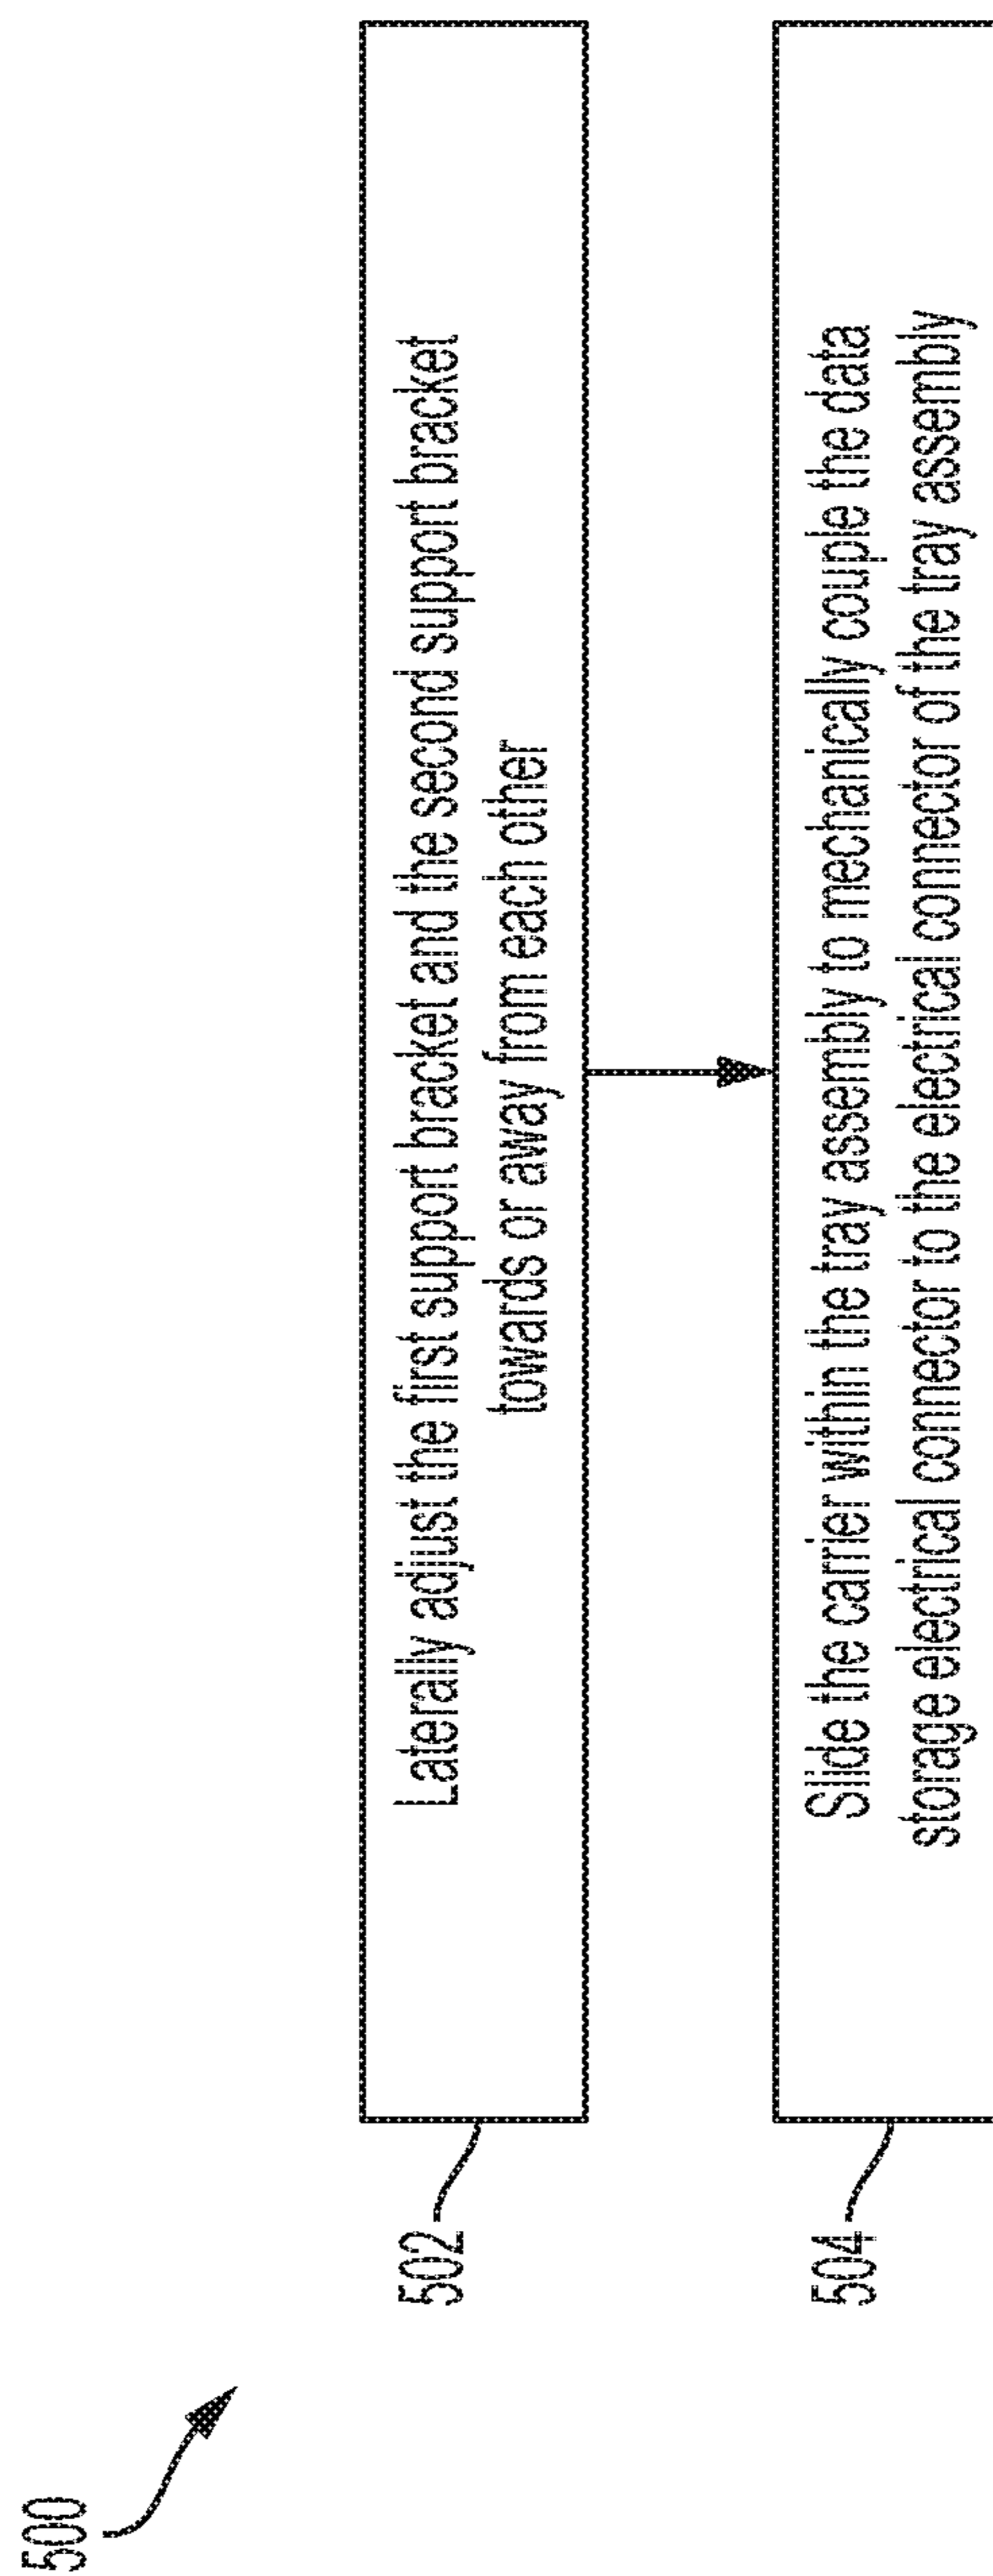 500
502
Laterally adjust the first support bracket and the second support bracket
towards or away from each other
504
Slide the carrier within the tray assembly to mechanically couple the data
storage electrical connector to the electrical connector of the tray assembly